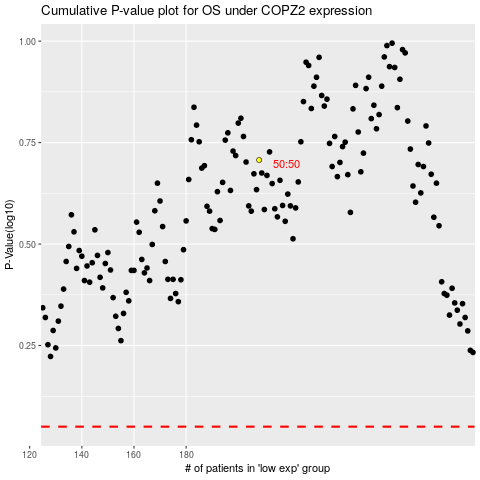 Cumulative P-value plot for OS under COPZ2 expression
1.00
0.75
50:50
0.50
0.25
P-Value(log10)
120 140 160 180
# of patients in 'low exp' group